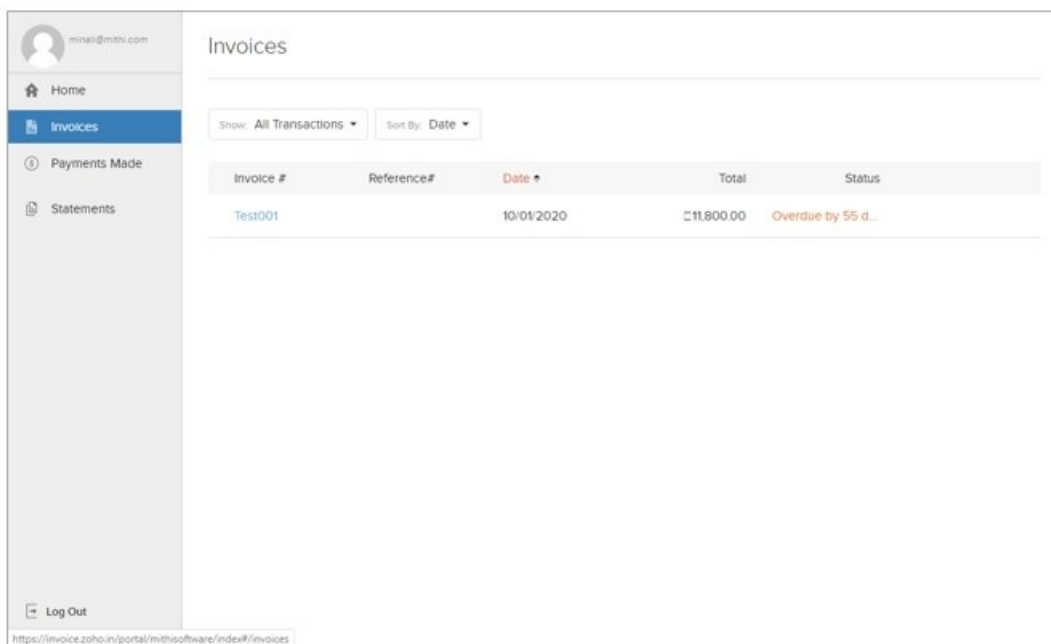 minali@mithi.com
Invoices
Home
Invoices
Payments Made
Statements
Show: All Transactions
Sort By: Date
Invoice # Reference# Date Total Status
Test001 10/01/2020 11,800.00 Overdue by 55 d...
Log Out
https://invoice.zoho.in/portal/mithisoftware/index#/invoices